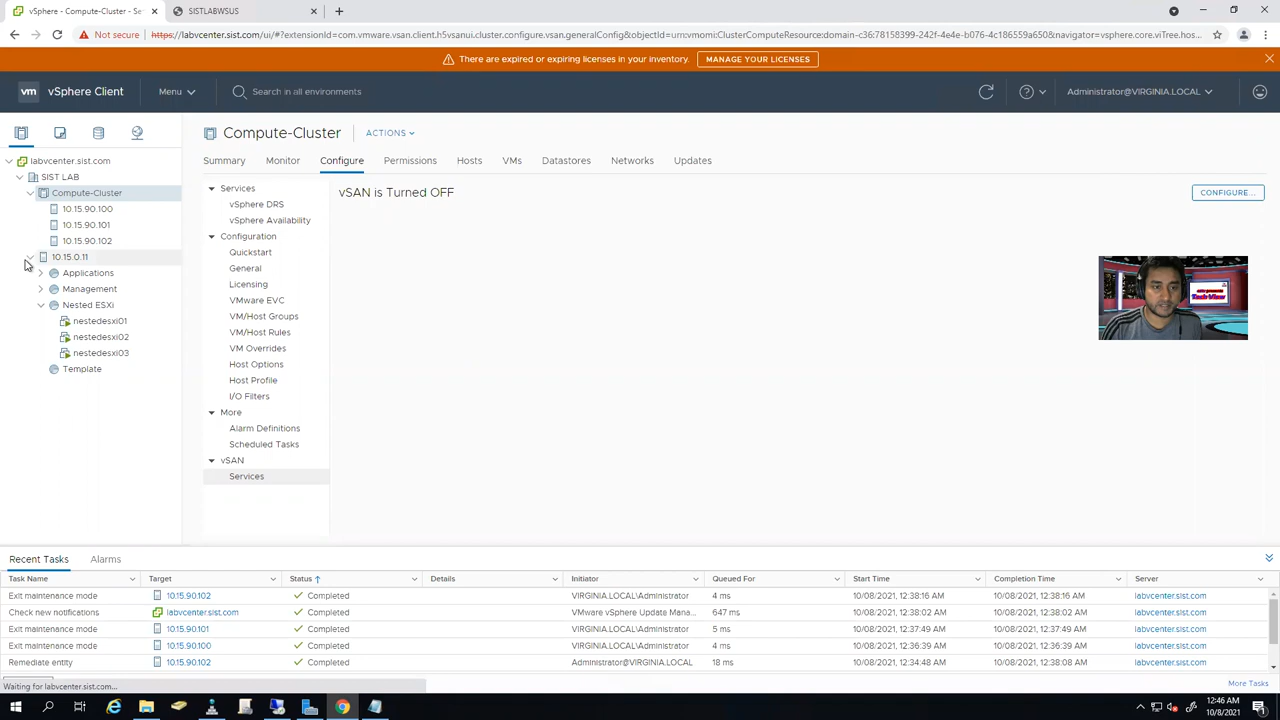 vSphere - Compute-Cluster - Se
SISTLABWSUS
Not secure
https://labvcenter.sist.com/ui/#?extensionId=com.vmware.vsan.client.h5vsanui.cluster.configure.vsan.generalConfig&objectId=urn:vmomi:ClusterComputeResource:domain-c36:78158399-242f-4e4e-b076-4c186559a650&navigator=vsphere.core.viTree.hos...
There are expired or expiring licenses in your inventory.
MANAGE YOUR LICENSES
vm vSphere Client
Menu
Search in all environments
Administrator@VIRGINIA.LOCAL
labvcenter.sist.com
SIST LAB
Compute-Cluster
10.15.90.100
10.15.90.101
10.15.90.102
10.15.0.11
Applications
Management
Nested ESXi
nestedesxi01
nestedesxi02
nestedesxi03
Template
Compute-Cluster
ACTIONS
Summary Monitor Configure Permissions Hosts VMs Datastores Networks Updates
Services
vSphere DRS
vSphere Availability
Configuration
Quickstart
General
Licensing
VMware EVC
VM/Host Groups
VM/Host Rules
VM Overrides
Host Options
Host Profile
I/O Filters
More
Alarm Definitions
Scheduled Tasks
vSAN
Services
vSAN is Turned OFF
CONFIGURE...
Recent Tasks Alarms
Task Name Target Status Details Initiator Queued For Start Time Completion Time Server
Exit maintenance mode 10.15.90.102 Completed VIRGINIA.LOCAL\Administrator 4 ms 10/08/2021, 12:38:16 AM 10/08/2021, 12:38:16 AM labvcenter.sist.com
Check new notifications labvcenter.sist.com Completed VMware vSphere Update Mana... 647 ms 10/08/2021, 12:38:02 AM 10/08/2021, 12:38:02 AM labvcenter.sist.com
Exit maintenance mode 10.15.90.101 Completed VIRGINIA.LOCAL\Administrator 5 ms 10/08/2021, 12:37:49 AM 10/08/2021, 12:37:49 AM labvcenter.sist.com
Exit maintenance mode 10.15.90.100 Completed VIRGINIA.LOCAL\Administrator 4 ms 10/08/2021, 12:36:39 AM 10/08/2021, 12:36:39 AM labvcenter.sist.com
Remediate entity 10.15.90.102 Completed Administrator@VIRGINIA.LOCAL 18 ms 10/08/2021, 12:34:48 AM 10/08/2021, 12:38:08 AM labvcenter.sist.com
Waiting for labvcenter.sist.com...
More Tasks
12:46 AM
10/8/2021